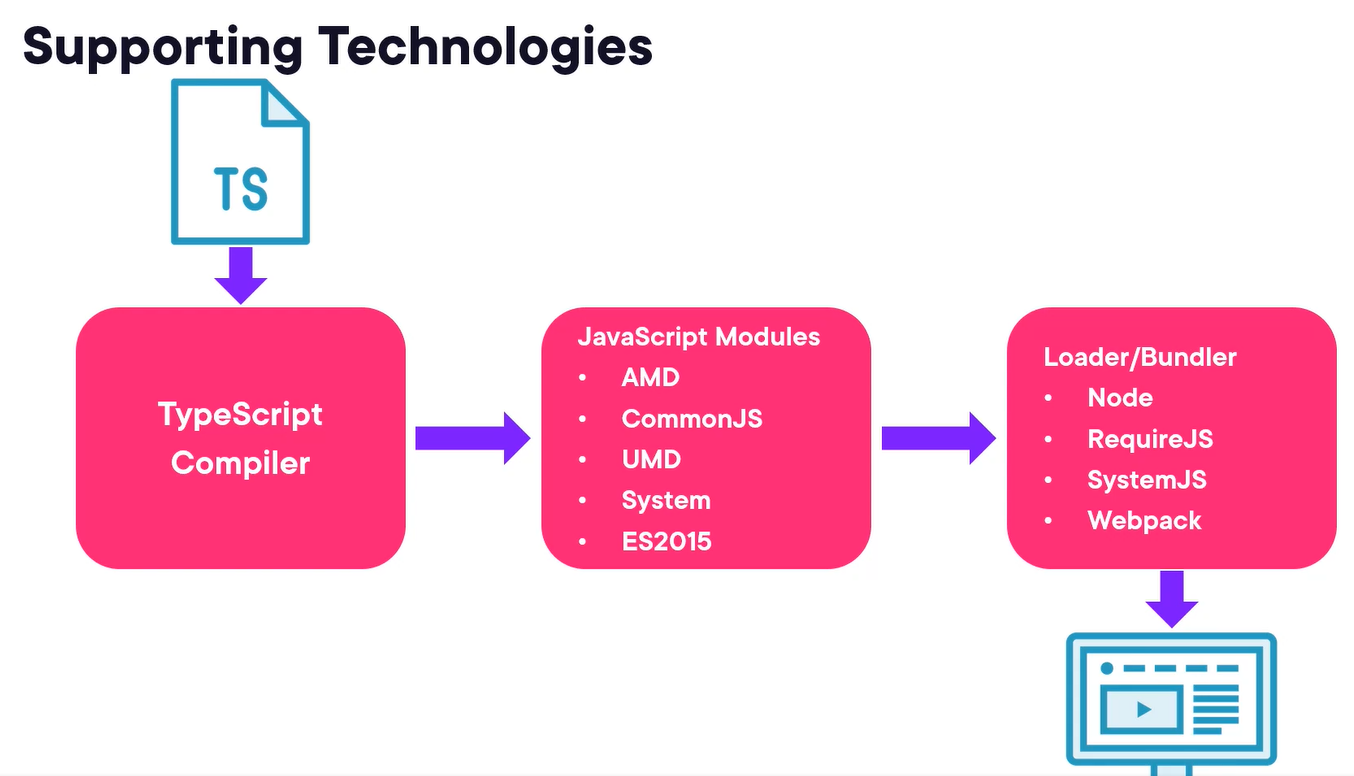 Supporting Technologies
TS
TypeScript
Compiler
JavaScript Modules
• AMD
• CommonJS
• UMD
• System
• ES2015
Loader/Bundler
• Node
• RequireJS
• SystemJS
• Webpack